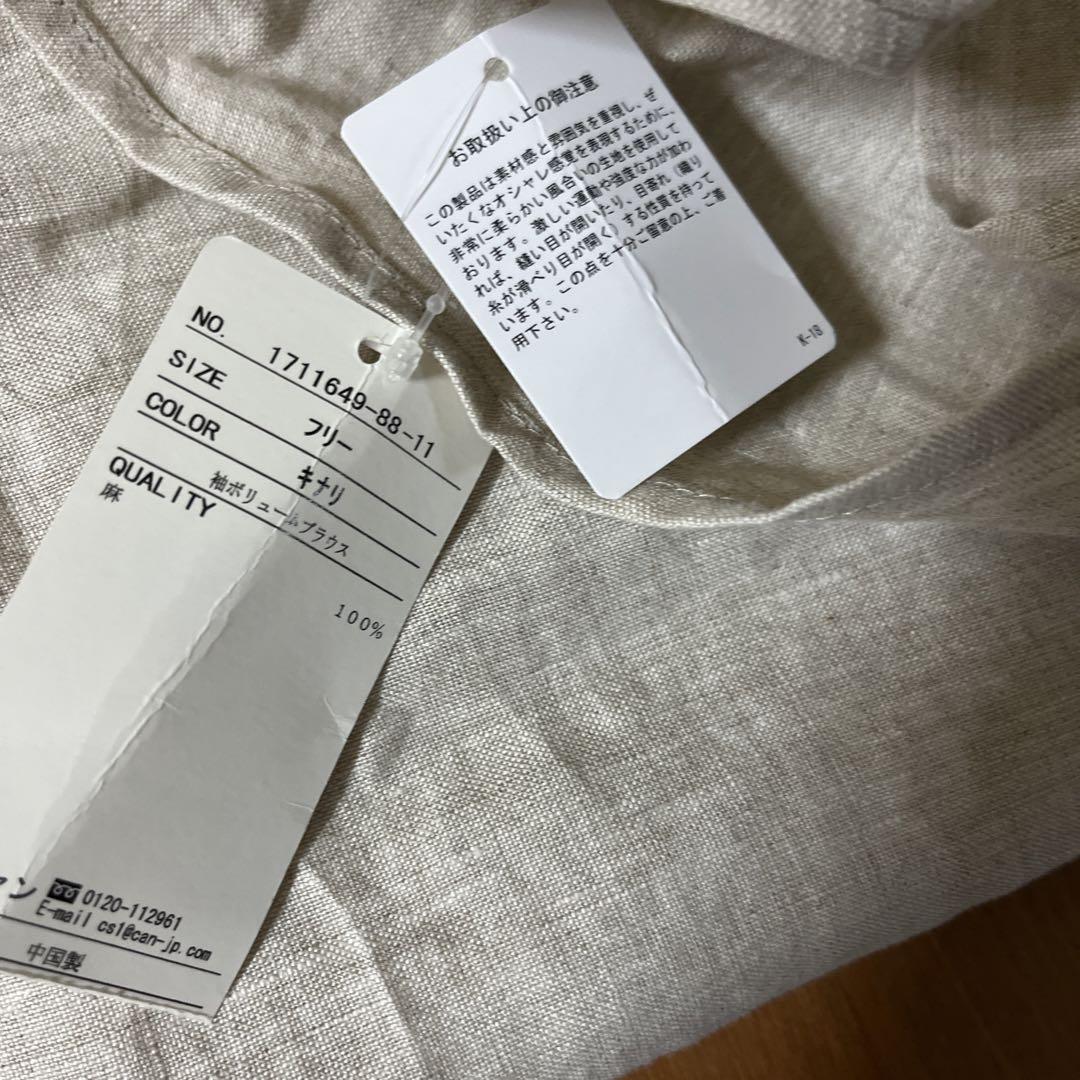 お取扱い上の御注意
この製品は素材感と雰囲気を重視し、ぜ
いたくなオシャレ感覚を表現するために、
非常に柔らかい風合いの生地を使用して
おります。激しい運動や強度な力が加わ
れば、縫い目が開いたり、目寄れ（織り
糸が滑べり目が開く）する性質を持って
います。この点を十分ご留意の上、ご着
用下さい。
K-18
NO. 1711649-88-11
SIZE フリー
COLOR キナリ
袖ボリュームブラウス
QUALITY
麻 100%
ン 0120-112961
E-mail cs1@can-jp.com
中国製